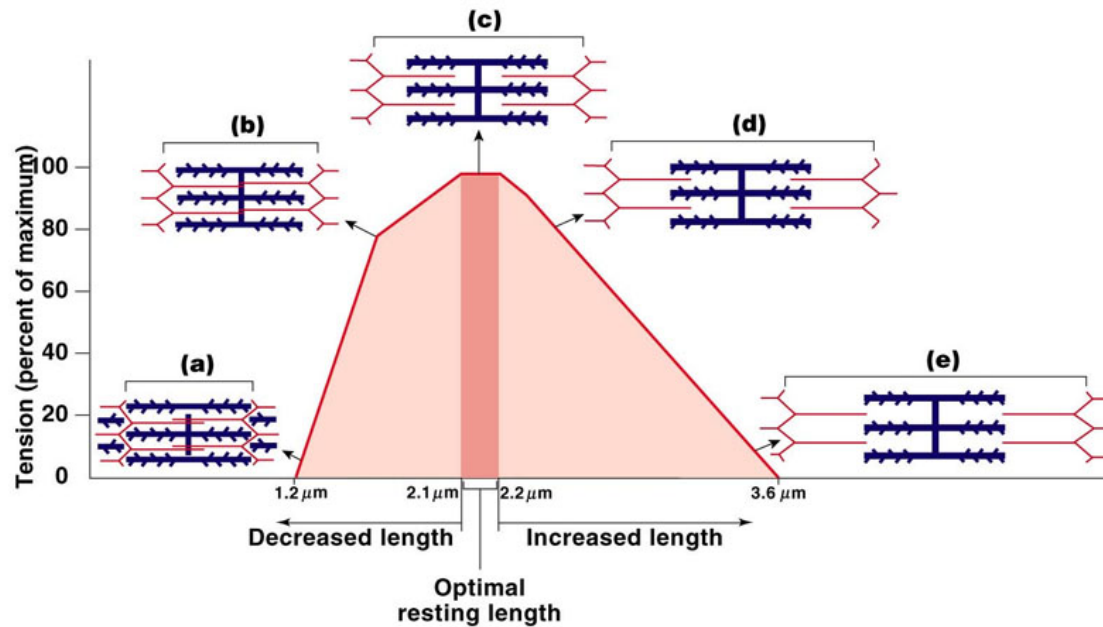 (c)
(b)
(d)
(a)
(e)
Tension (percent of maximum)
100
80
60
40
20
0
1.2 μm
2.1 μm
2.2 μm
3.6 μm
Decreased length
Increased length
Optimal
resting length